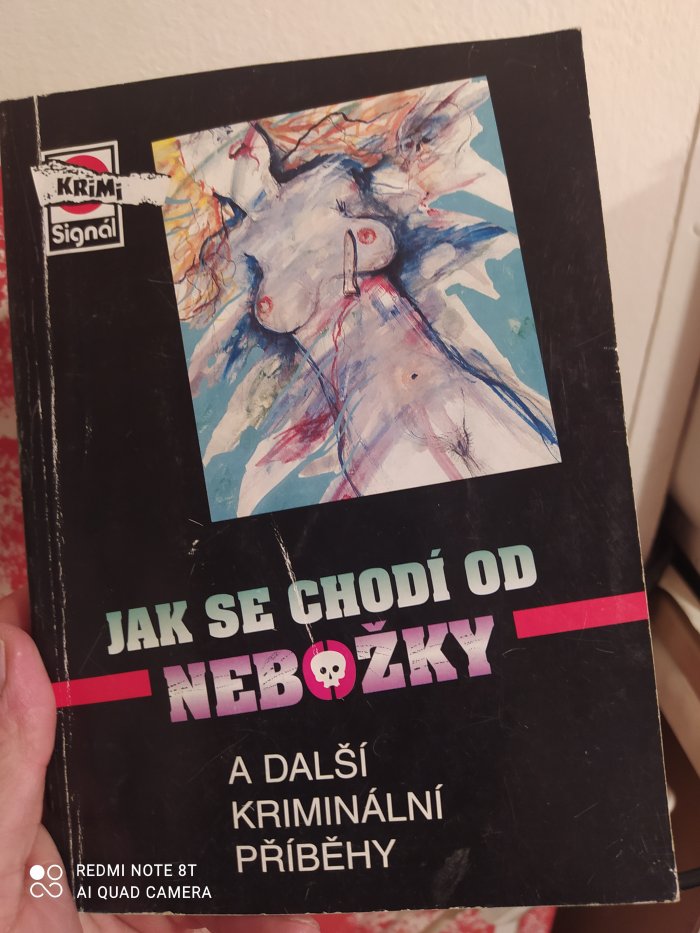 KRiMi
Signál
JAK SE CHODÍ OD
NEBOŽKY
A DALŠÍ
KRIMINÁLNÍ
PŘÍBĚHY
REDMI NOTE 8T
AI QUAD CAMERA